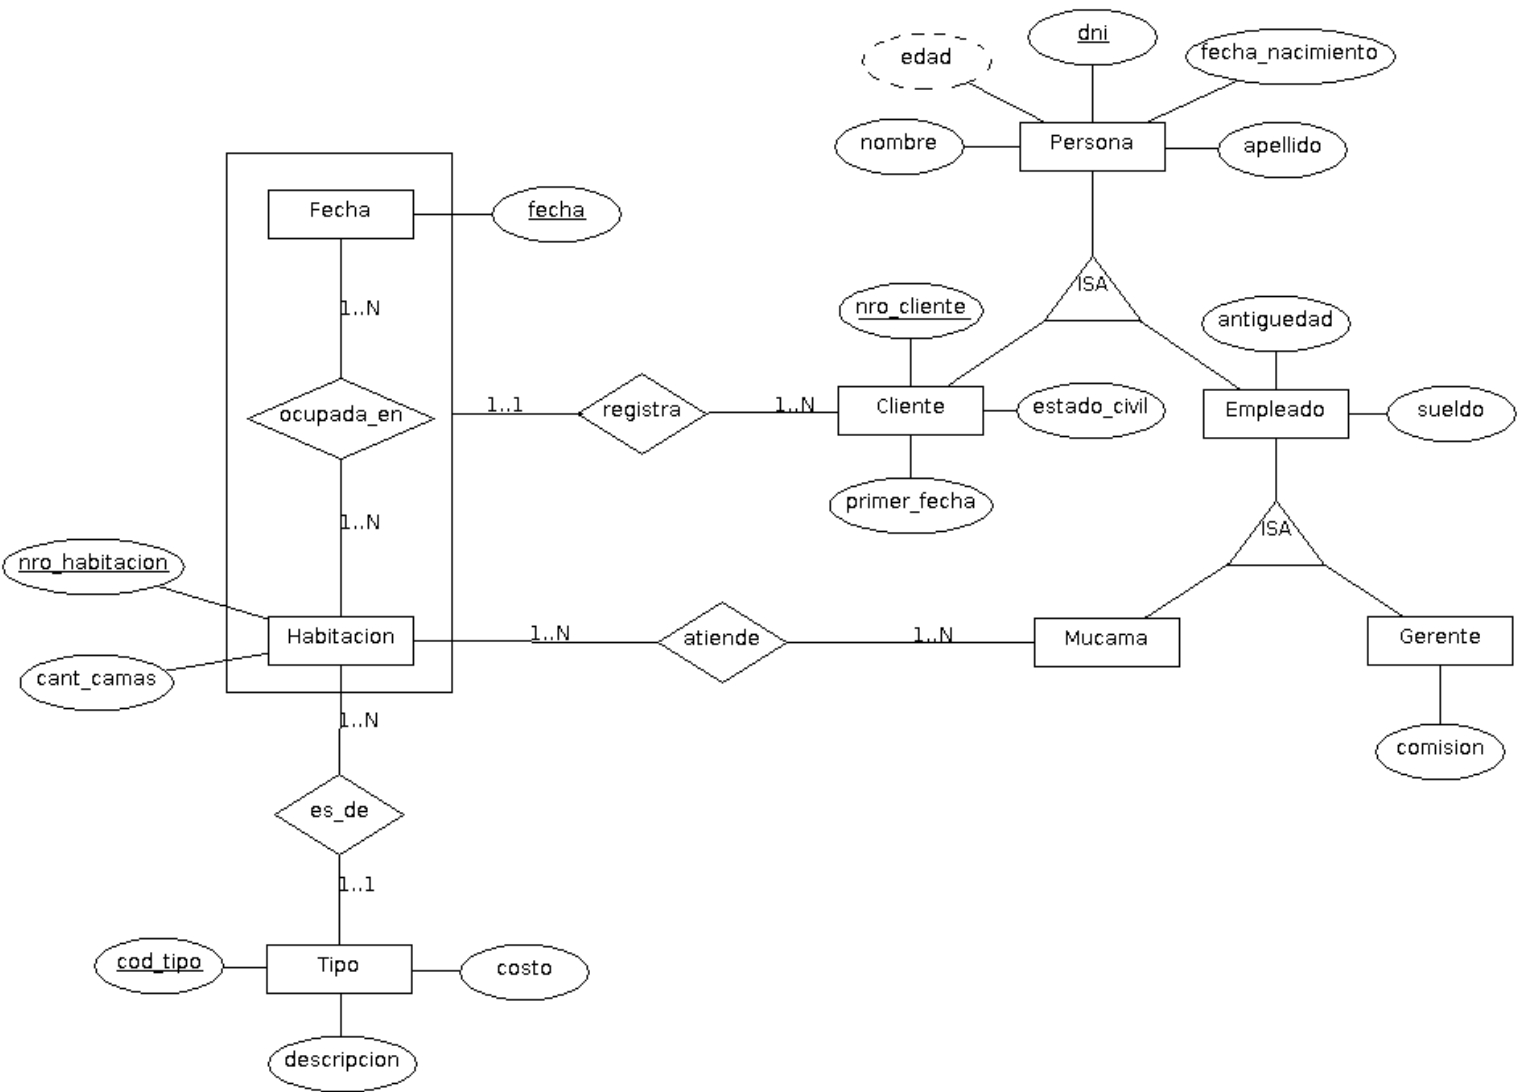 dni
edad
fecha_nacimiento
nombre
Persona
apellido
Fecha
fecha
ISA
1..N
nro_cliente
antiguedad
ocupada_en
1..1
registra
1..N
Cliente
estado_civil
Empleado
sueldo
primer_fecha
1..N
ISA
nro_habitacion
Habitacion
1..N
atiende
1..N
Mucama
Gerente
cant_camas
1..N
comision
es_de
1..1
cod_tipo
Tipo
costo
descripcion